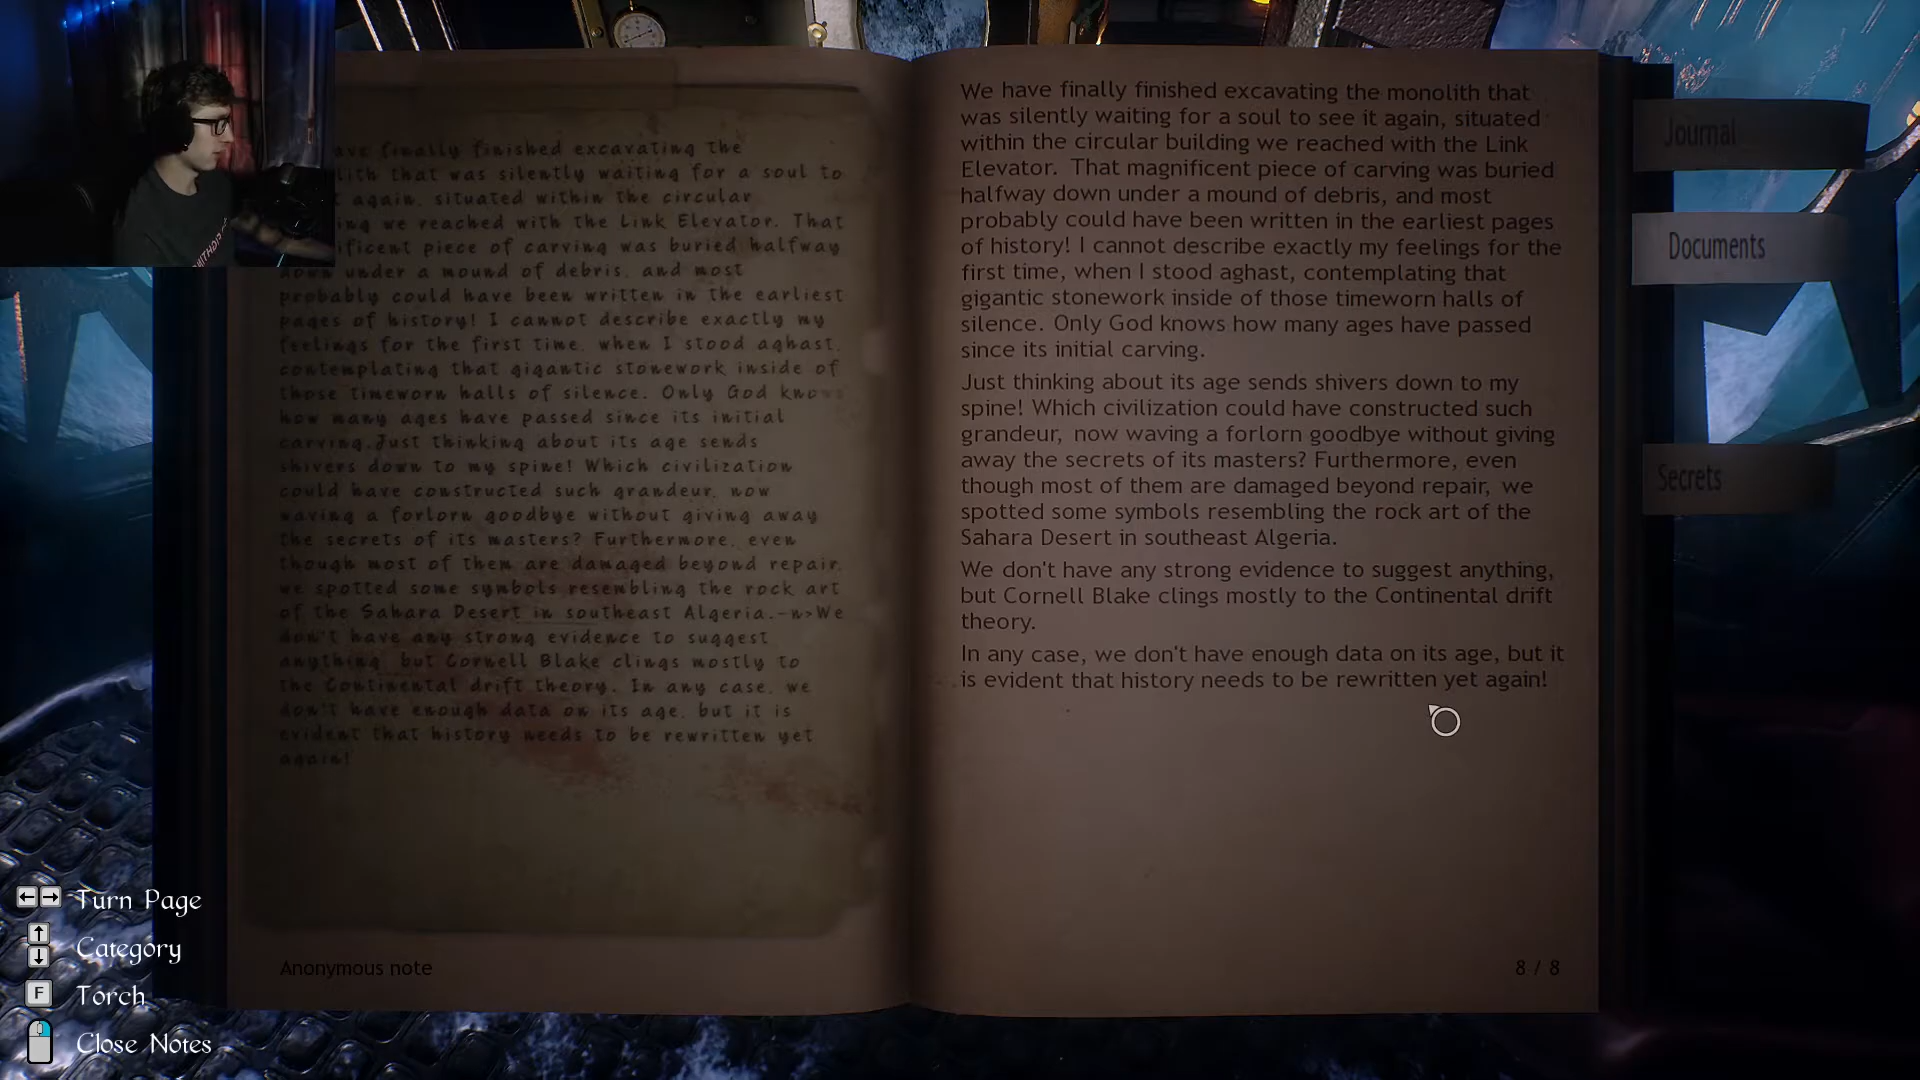 ave finally finished excavating the
lith that was silently waiting for a soul to
t again, situated within the circular
ing we reached with the Link Elevator. That
ificent piece of carving was buried halfway
down under a mound of debris, and most
probably could have been written in the earliest
pages of history! I cannot describe exactly my
feelings for the first time, when I stood aghast,
contemplating that gigantic stonework inside of
those timeworn halls of silence. Only God knows
how many ages have passed since its initial
carving.Just thinking about its age sends
shivers down to my spine! Which civilization
could have constructed such grandeur, now
waving a forlorn goodbye without giving away
the secrets of its masters? Furthermore, even
though most of them are damaged beyond repair,
we spotted some symbols resembling the rock art
of the Sahara Desert in southeast Algeria.-n>We
don't have any strong evidence to suggest
anything, but Cornell Blake clings mostly to
the Continental drift theory. In any case, we
don't have enough data on its age, but it is
evident that history needs to be rewritten yet
again!
Anonymous note
We have finally finished excavating the monolith that
was silently waiting for a soul to see it again, situated
within the circular building we reached with the Link
Elevator. That magnificent piece of carving was buried
halfway down under a mound of debris, and most
probably could have been written in the earliest pages
of history! I cannot describe exactly my feelings for the
first time, when I stood aghast, contemplating that
gigantic stonework inside of those timeworn halls of
silence. Only God knows how many ages have passed
since its initial carving.
Just thinking about its age sends shivers down to my
spine! Which civilization could have constructed such
grandeur, now waving a forlorn goodbye without giving
away the secrets of its masters? Furthermore, even
though most of them are damaged beyond repair, we
spotted some symbols resembling the rock art of the
Sahara Desert in southeast Algeria.
We don't have any strong evidence to suggest anything,
but Cornell Blake clings mostly to the Continental drift
theory.
In any case, we don't have enough data on its age, but it
is evident that history needs to be rewritten yet again!
8 / 8
Journal
Documents
Secrets
Turn Page
Category
F Torch
Close Notes